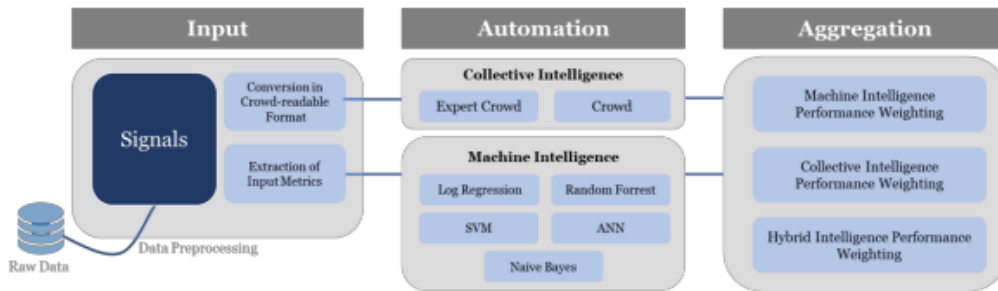 Input
Automation
Aggregation
Signals
Conversion in
Crowd-readable
Format
Extraction of
Input Metrics
Raw Data
Data Preprocessing
Collective Intelligence
Expert Crowd
Crowd
Machine Intelligence
Log Regression
Random Forrest
SVM
ANN
Naive Bayes
Machine Intelligence
Performance Weighting
Collective Intelligence
Performance Weighting
Hybrid Intelligence Performance
Weighting